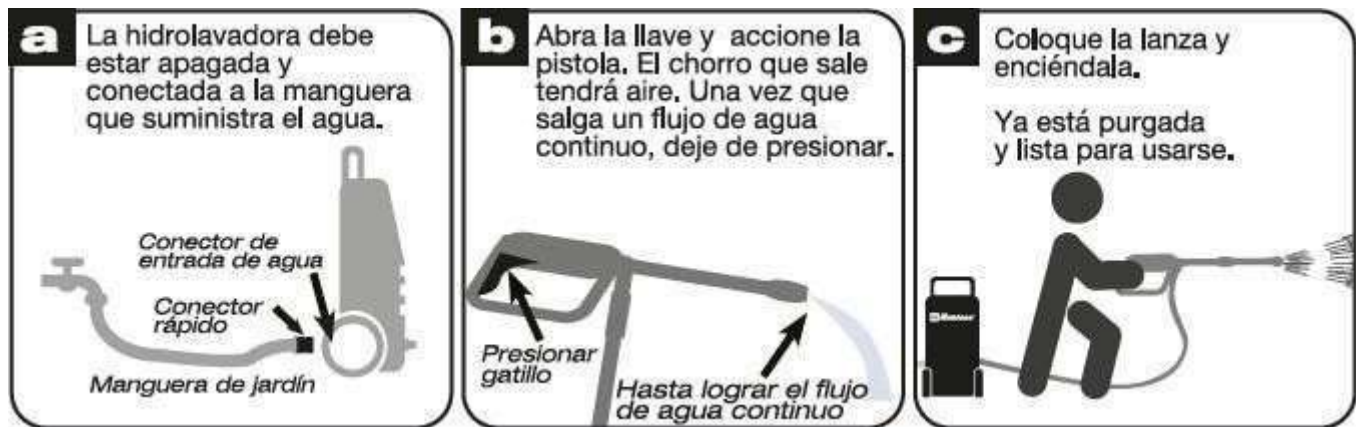 a
La hidrolavadora debe
estar apagada y
conectada a la manguera
que suministra el agua.
Conector de
entrada de agua
Conector
rápido
Manguera de jardín
b
Abra la llave y accione la
pistola. El chorro que sale
tendrá aire. Una vez que
salga un flujo de agua
continuo, deje de presionar.
Presionar
gatillo
Hasta lograr el flujo
de agua continuo
c
Coloque la lanza y
enciéndala.
Ya está purgada
y lista para usarse.